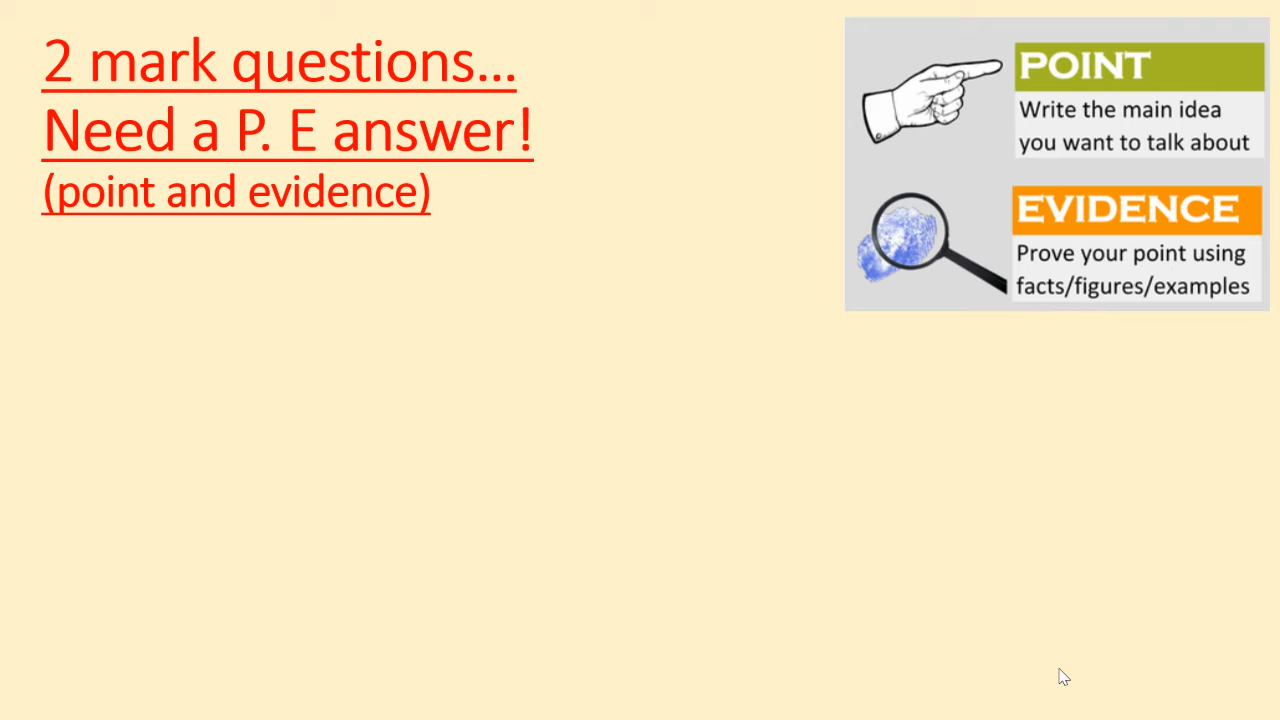 2 mark questions...
Need a P. E answer!
(point and evidence)
POINT
Write the main idea
you want to talk about
EVIDENCE
Prove your point using
facts/figures/examples